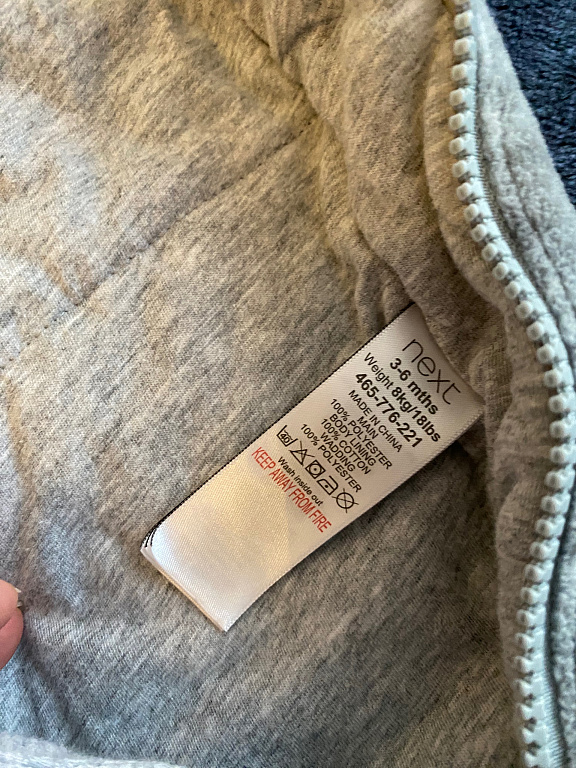 next
3-6 mths
Weight 8kg/18lbs
465-776-221
MADE IN CHINA
MAIN
100% POLYESTER
BODY LINING
100% COTTON
WADDING
100% POLYESTER
Wash inside out
KEEP AWAY FROM FIRE